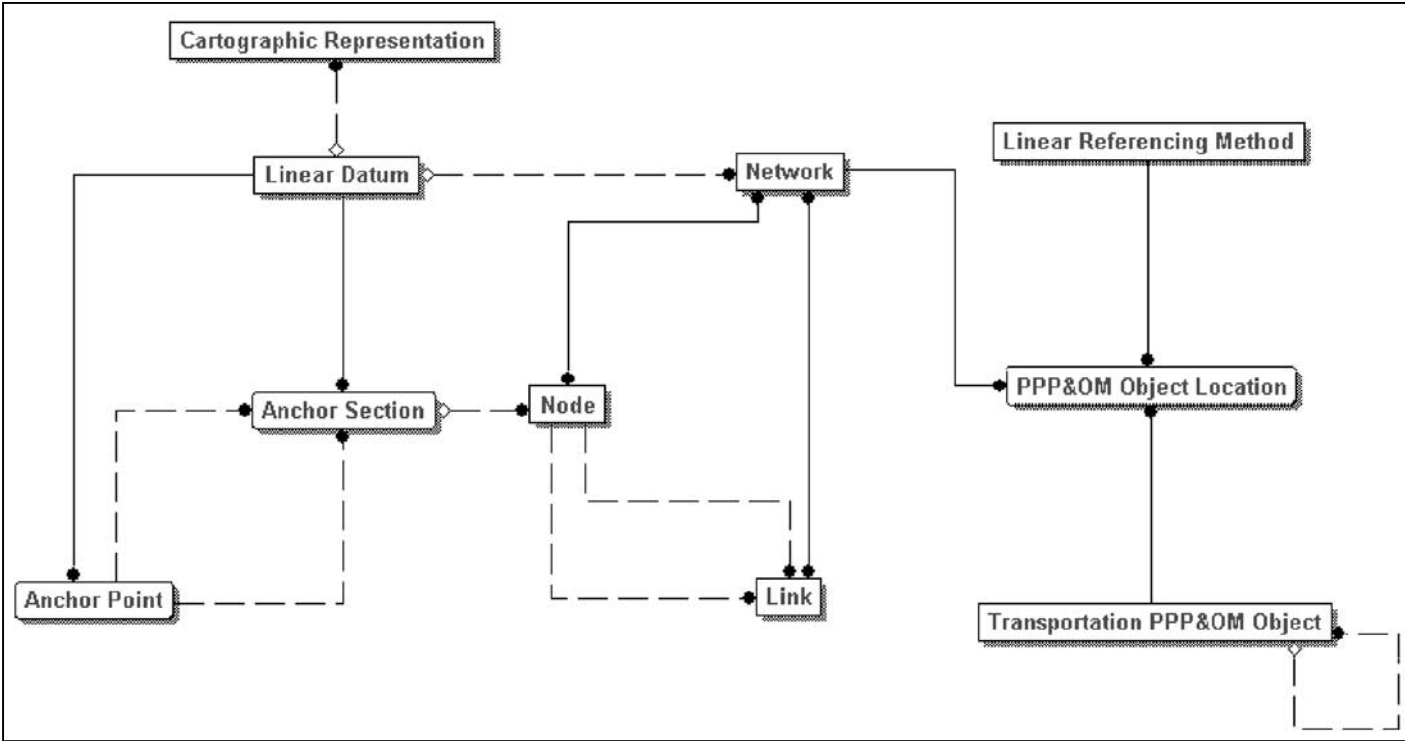 Cartographic Representation
Linear Referencing Method
Linear Datum
Network
PPP&OM Object Location
Anchor Section
Node
Anchor Point
Link
Transportation PPP&OM Object